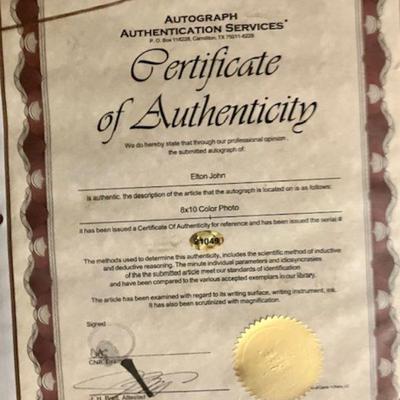 AUTOGRAPH
AUTHENTICATION SERVICES
Certificate
of Authenticity
We do hereby state that through our professional opinion,
the submitted autograph of:
Elton John
is authentic. the description of the article that the autograph is located on is as follows:
8x10 Color Photo
it has been issued a Certificate Of Authenticity for reference and has been issued the serial #
21049
The methods used to determine this authenticity, includes the scientific method of inductive
and deductive reasoning. The minute individual parameters and idiosyncrasies
of the the submitted article meet our standards of identification
and have been compared to the various accepted exemplars in our library.
The article has been examined with regard to its writing surface, writing instrument, ink.
It has also been scrutinized with magnification.
Signed
Attested